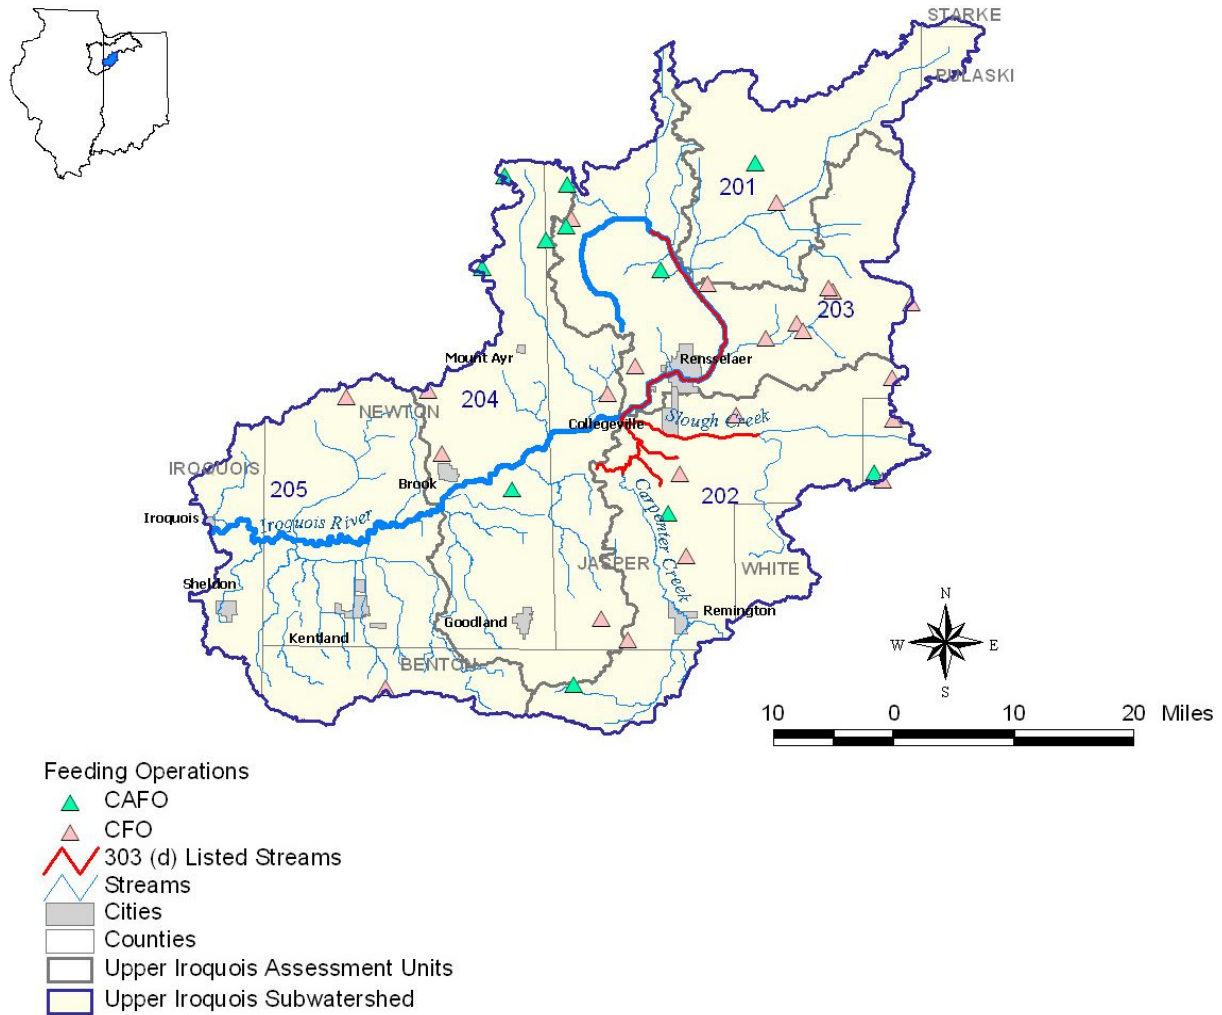 STARKE
PULASKI
201
203
Mount Ayr
Rensselaer
204
NEWTON
Collegeville
Slough Creek
IROQUOIS
205
Brook
202
Iroquois
Iroquois River
Carpenter Creek
JASPER
WHITE
Sheldon
Remington
Goodland
Kentland
BENTON
N
W
E
S
10 0 10 20 Miles
Feeding Operations
CAFO
CFO
303 (d) Listed Streams
Streams
Cities
Counties
Upper Iroquois Assessment Units
Upper Iroquois Subwatershed